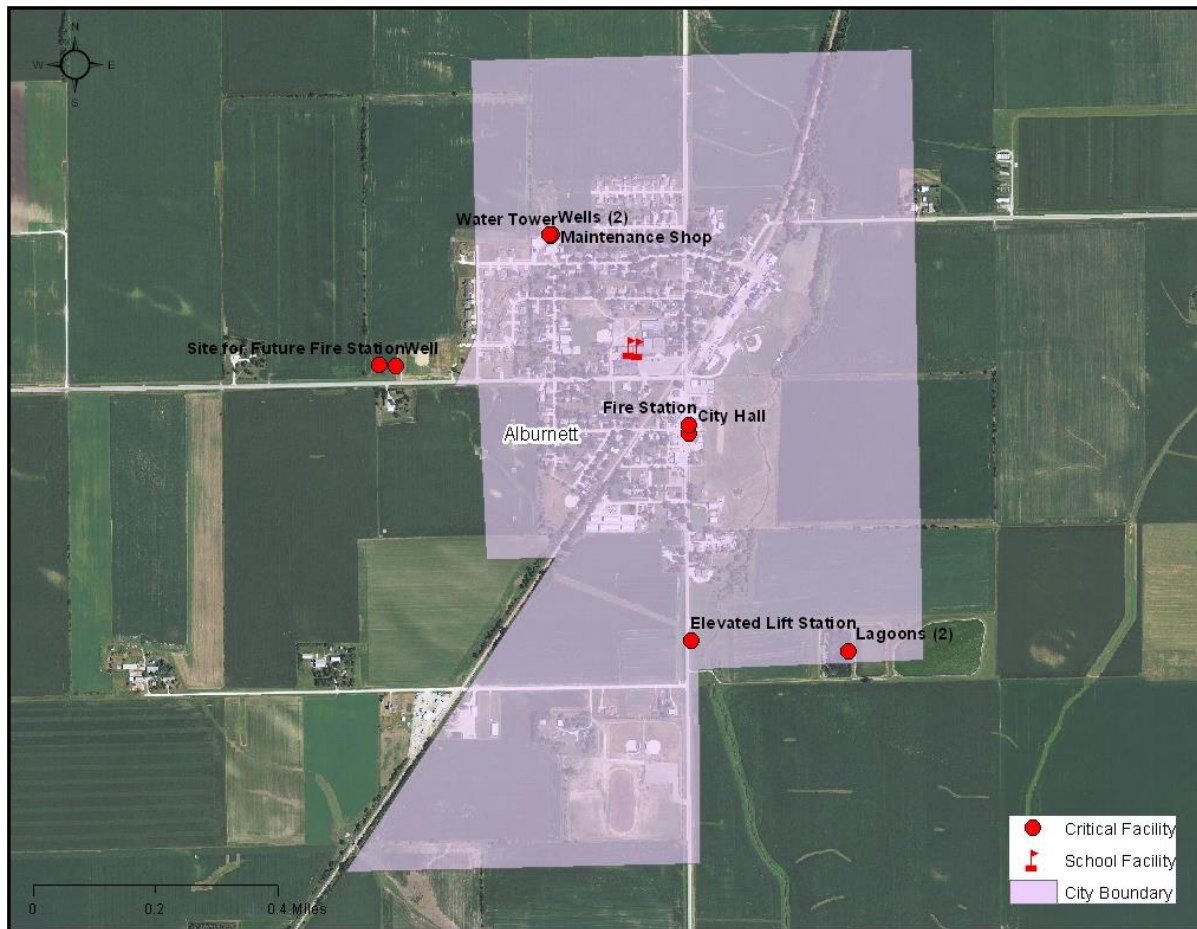 N
W E
S
Water Tower Wells (2)
Maintenance Shop
Site for Future Fire Station Well
Fire Station
City Hall
Alburnett
Elevated Lift Station
Lagoons (2)
Critical Facility
School Facility
City Boundary
0 0.2 0.4 Miles